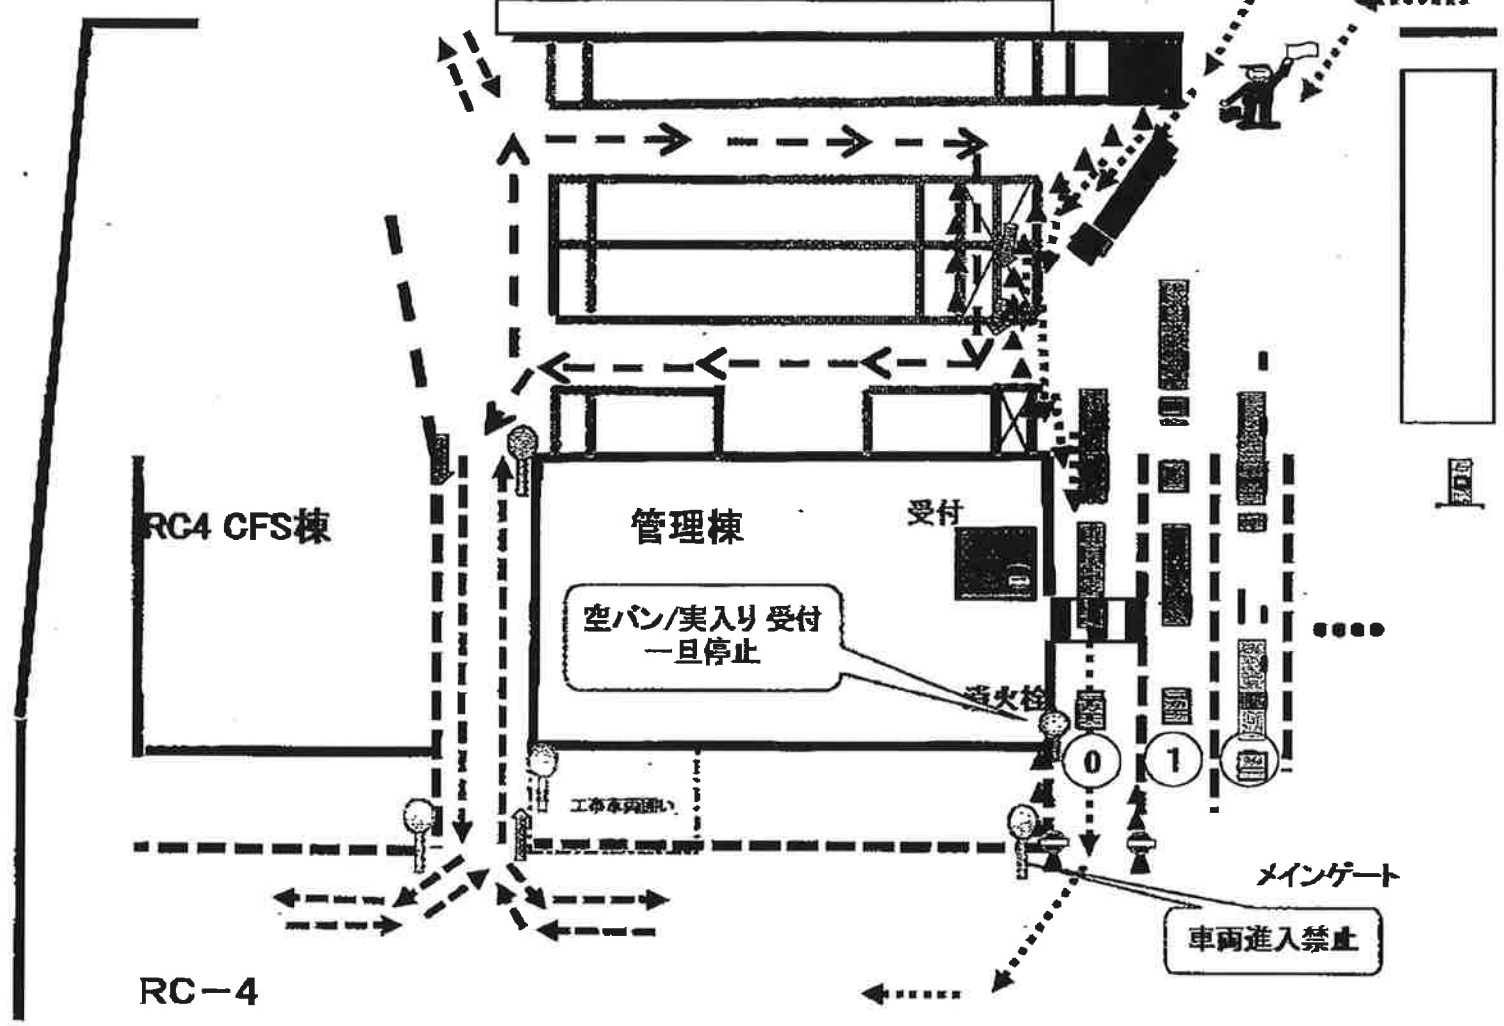 RC4 CFS棟
管理棟
受付
空バン/実入り 受付
一旦停止
消火栓
0
1
工事車両囲い
メインゲート
車両進入禁止
RC-4